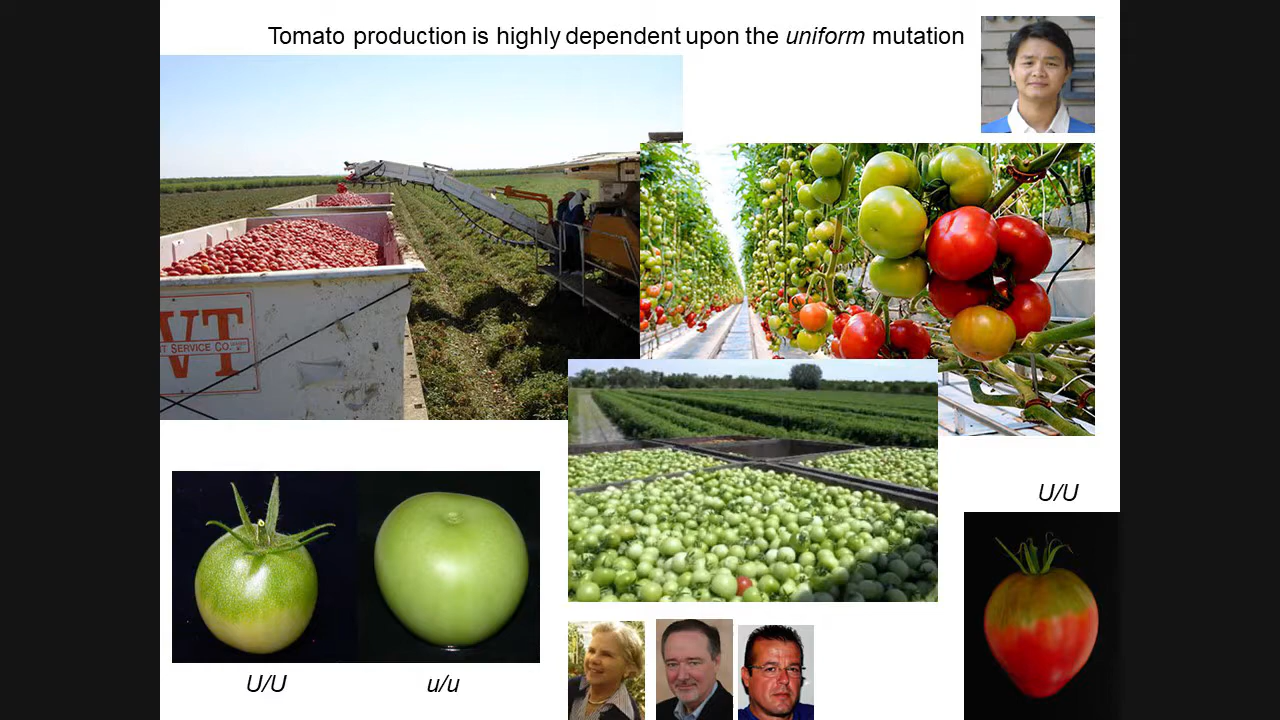 Tomato production is highly dependent upon the uniform mutation
VT
T SERVICE CO.
U/U
U/U
u/u